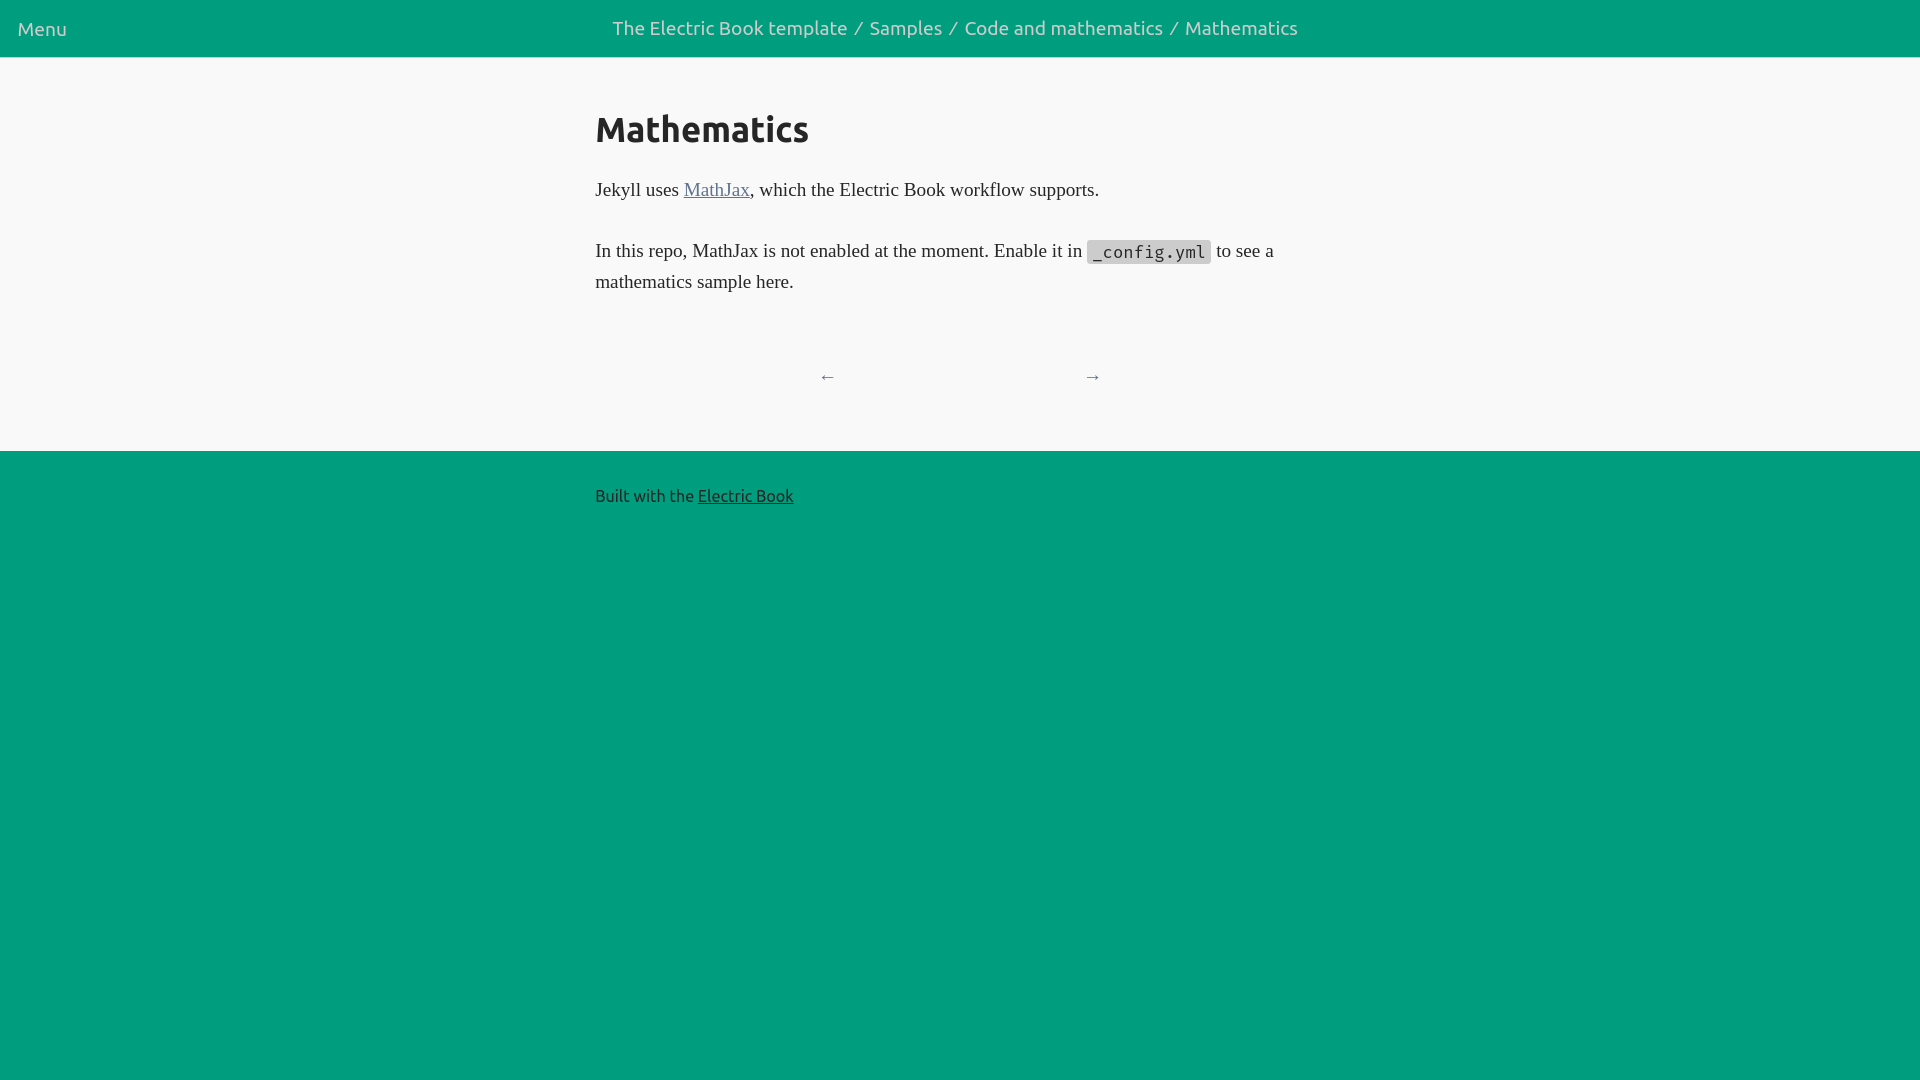 Menu
The Electric Book template / Samples / Code and mathematics / Mathematics
Mathematics
Jekyll uses MathJax, which the Electric Book workflow supports.
In this repo, MathJax is not enabled at the moment. Enable it in _config.yml to see a
mathematics sample here.
← →
Built with the Electric Book